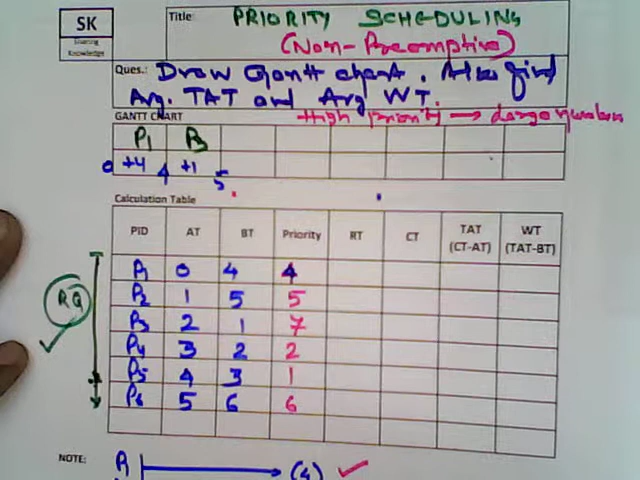 SK
Sharing
Knowledge
Title:
PRIORITY SCHEDULING
(Non-Preemptive)
Ques.: Draw Gantt chart. Also find
Avg. TAT and Avg WT.
GANTT CHART
High priority → Large number
P1 P3
0 +4 4 +1 5
Calculation Table
PID AT BT Priority RT CT TAT (CT-AT) WT (TAT-BT)
P1 0 4 4
P2 1 5 5
P3 2 1 7
P4 3 2 2
P5 4 3 1
P6 5 6 6
RQ
NOTE:
P1 → (4)